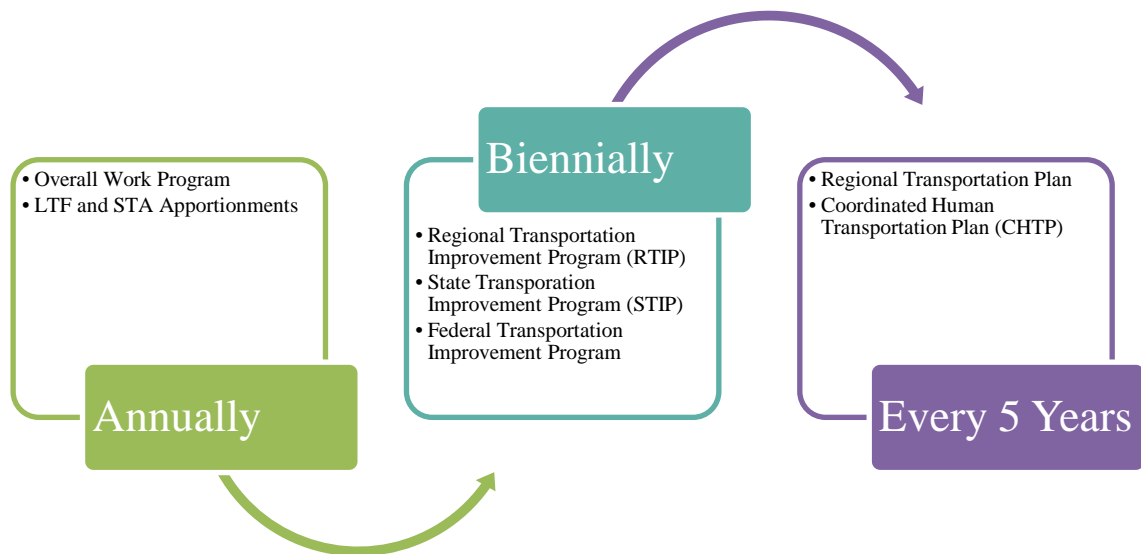 • Overall Work Program
• LTF and STA Apportionments
Annually
Biennially
• Regional Transportation
Improvement Program (RTIP)
• State Transporation
Improvement Program (STIP)
• Federal Transportation
Improvement Program
• Regional Transportation Plan
• Coordinated Human
Transportation Plan (CHTP)
Every 5 Years